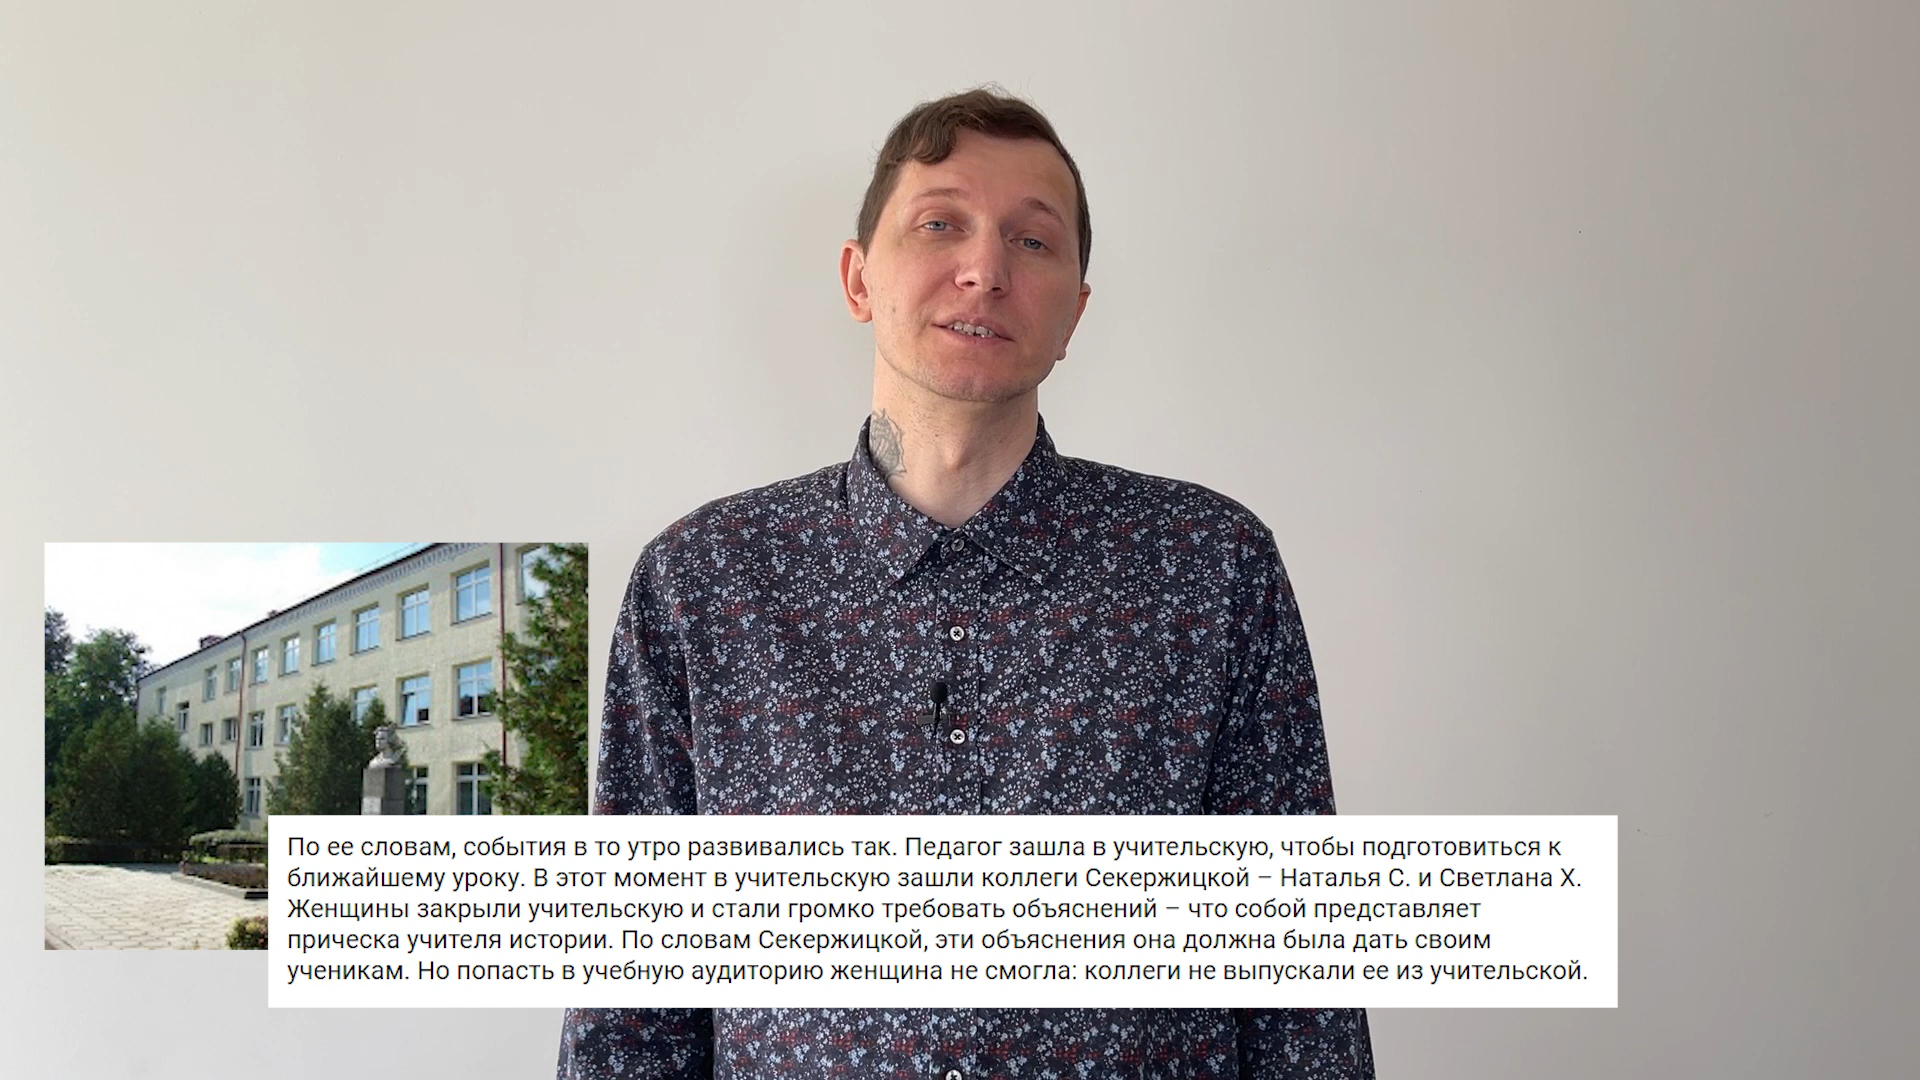 По ее словам, события в то утро развивались так. Педагог зашла в учительскую, чтобы подготовиться к
ближайшему уроку. В этот момент в учительскую зашли коллеги Секержицкой – Наталья С. и Светлана Х.
Женщины закрыли учительскую и стали громко требовать объяснений – что собой представляет
прическа учителя истории. По словам Секержицкой, эти объяснения она должна была дать своим
ученикам. Но попасть в учебную аудиторию женщина не смогла: коллеги не выпускали ее из учительской.